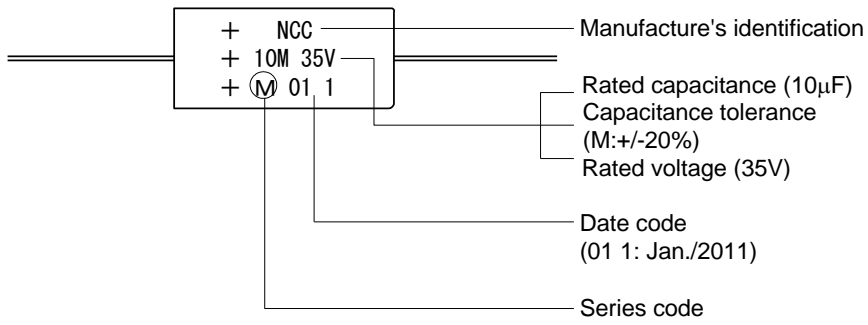 + NCC
+ 10M 35V
+ M 01 1
Manufacture's identification
Rated capacitance (10μF)
Capacitance tolerance
(M:+/-20%)
Rated voltage (35V)
Date code
(01 1: Jan./2011)
Series code